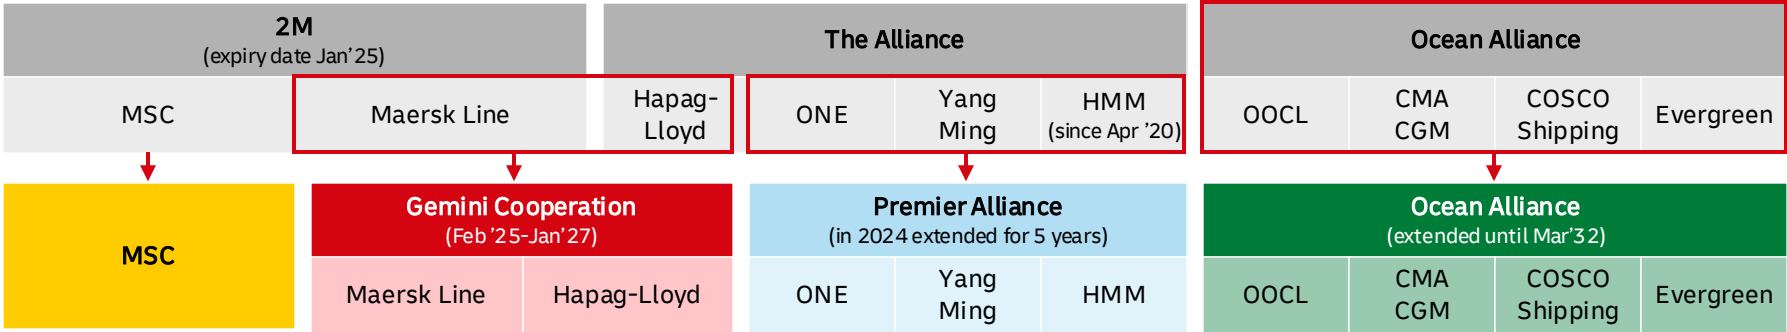 2M
(expiry date Jan’25)
The Alliance
Ocean Alliance
MSC
Maersk Line
Hapag-
Lloyd
ONE
Yang
Ming
HMM
(since Apr ’20)
OOCL
CMA
CGM
COSCO
Shipping
Evergreen
MSC
Gemini Cooperation
(Feb ’25-Jan’27)
Maersk Line
Hapag-Lloyd
Premier Alliance
(in 2024 extended for 5 years)
ONE
Yang
Ming
HMM
Ocean Alliance
(extended until Mar’32)
OOCL
CMA
CGM
COSCO
Shipping
Evergreen